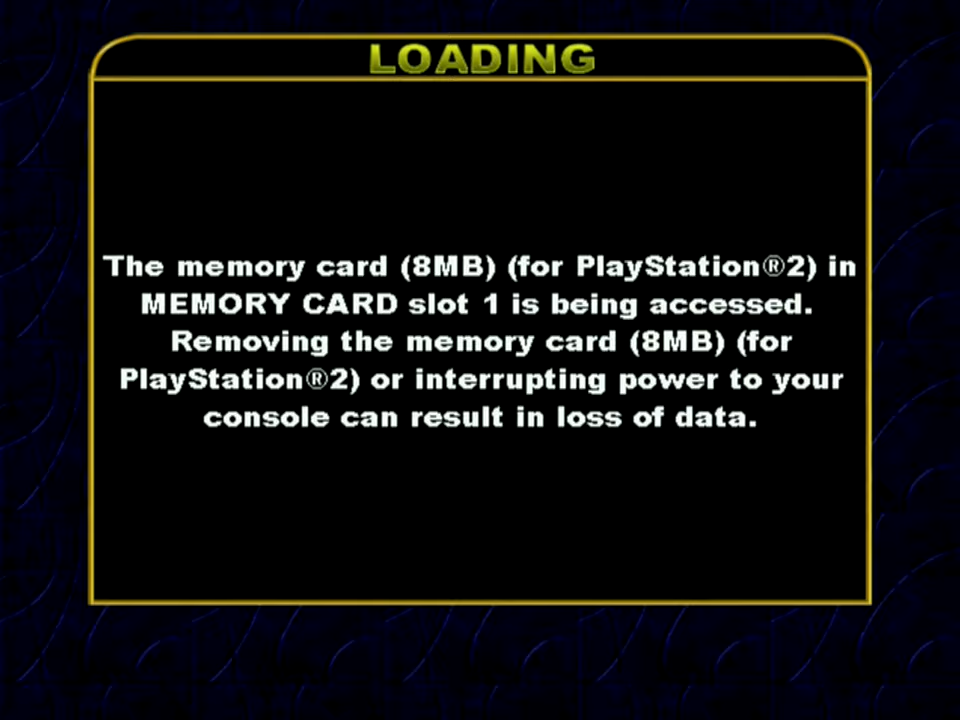 LOADING
The memory card (8MB) (for PlayStation®2) in
MEMORY CARD slot 1 is being accessed.
Removing the memory card (8MB) (for
PlayStation®2) or interrupting power to your
console can result in loss of data.